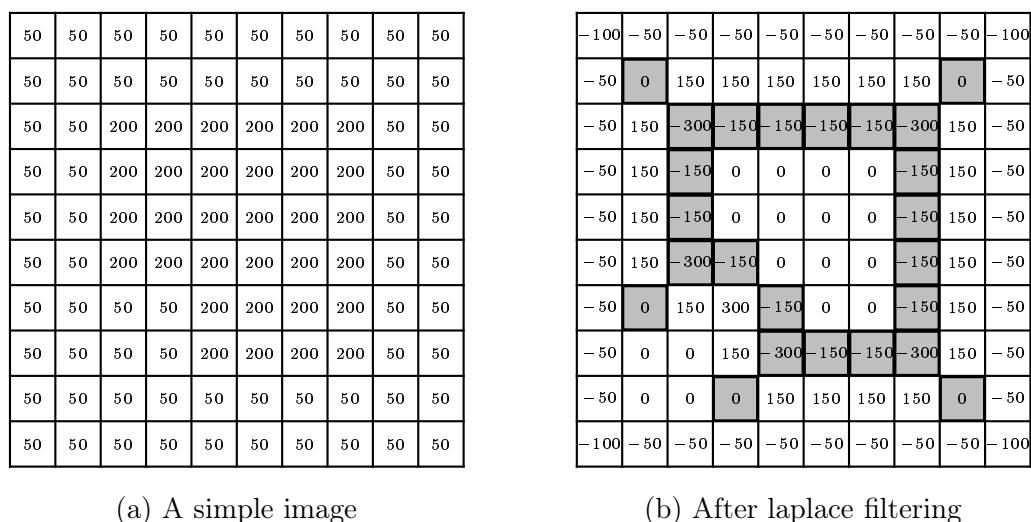 50 50 50 50 50 50 50 50 50 50
50 50 50 50 50 50 50 50 50 50
50 50 200 200 200 200 200 200 50 50
50 50 200 200 200 200 200 200 50 50
50 50 200 200 200 200 200 200 50 50
50 50 200 200 200 200 200 200 50 50
50 50 50 50 200 200 200 200 50 50
50 50 50 50 200 200 200 200 50 50
50 50 50 50 50 50 50 50 50 50
50 50 50 50 50 50 50 50 50 50
(a) A simple image
−100 −50 −50 −50 −50 −50 −50 −50 −50 −100
−50 0 150 150 150 150 150 150 0 −50
−50 150 −300 −150 −150 −150 −150 −300 150 −50
−50 150 −150 0 0 0 0 −150 150 −50
−50 150 −150 0 0 0 0 −150 150 −50
−50 150 −300 −150 0 0 0 −150 150 −50
−50 0 150 300 −150 0 0 −150 150 −50
−50 0 0 150 −300 −150 −150 −300 150 −50
−50 0 0 0 150 150 150 150 0 −50
−100 −50 −50 −50 −50 −50 −50 −50 −50 −100
(b) After laplace filtering